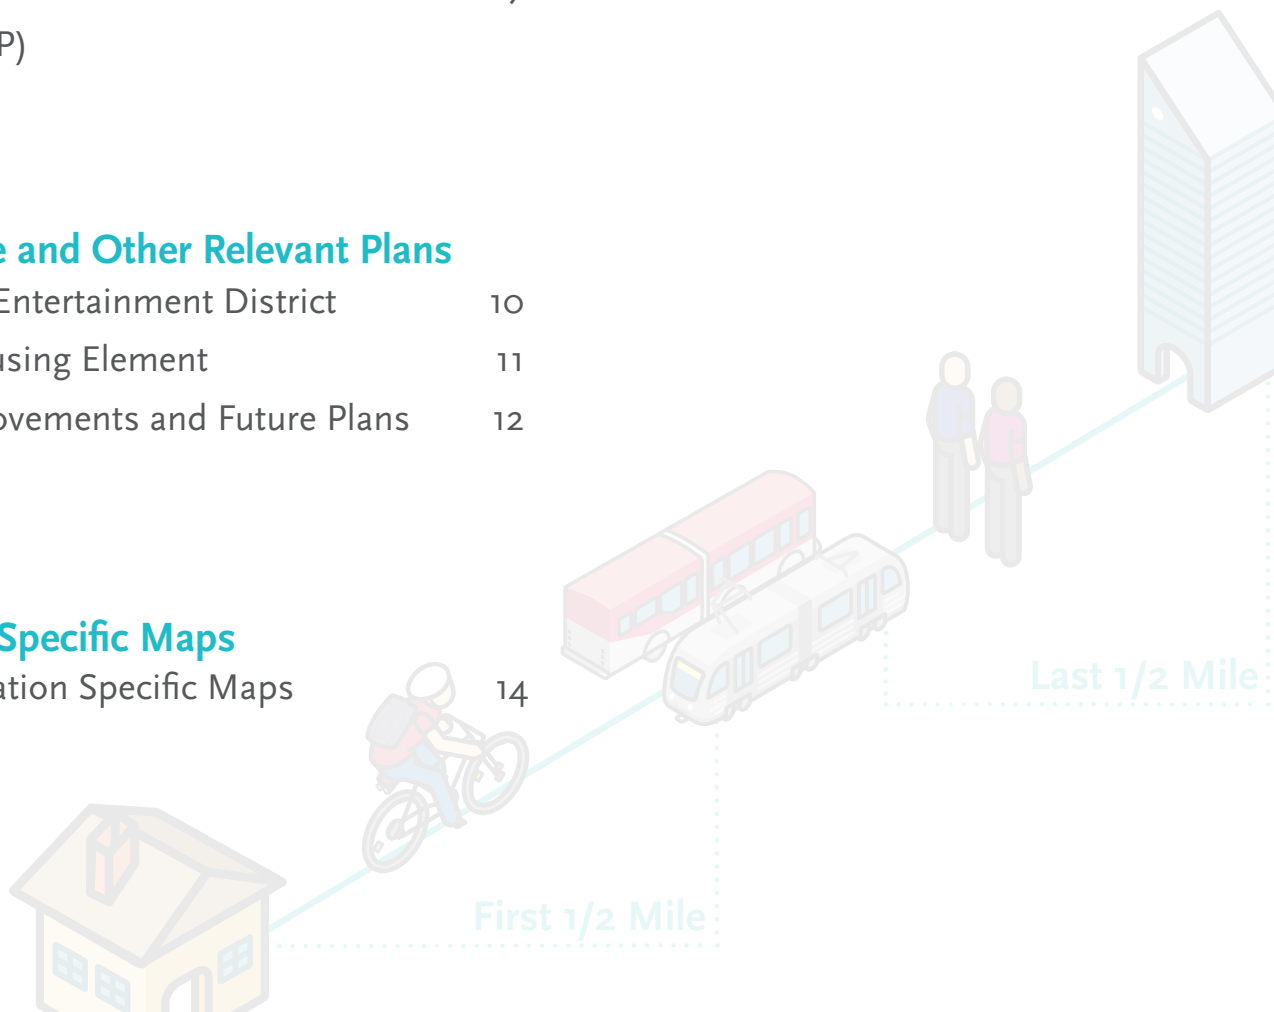 P)
e and Other Relevant Plans
Entertainment District 10
using Element 11
ovements and Future Plans 12
Specific Maps
ation Specific Maps 14
Last 1/2 Mile
First 1/2 Mile